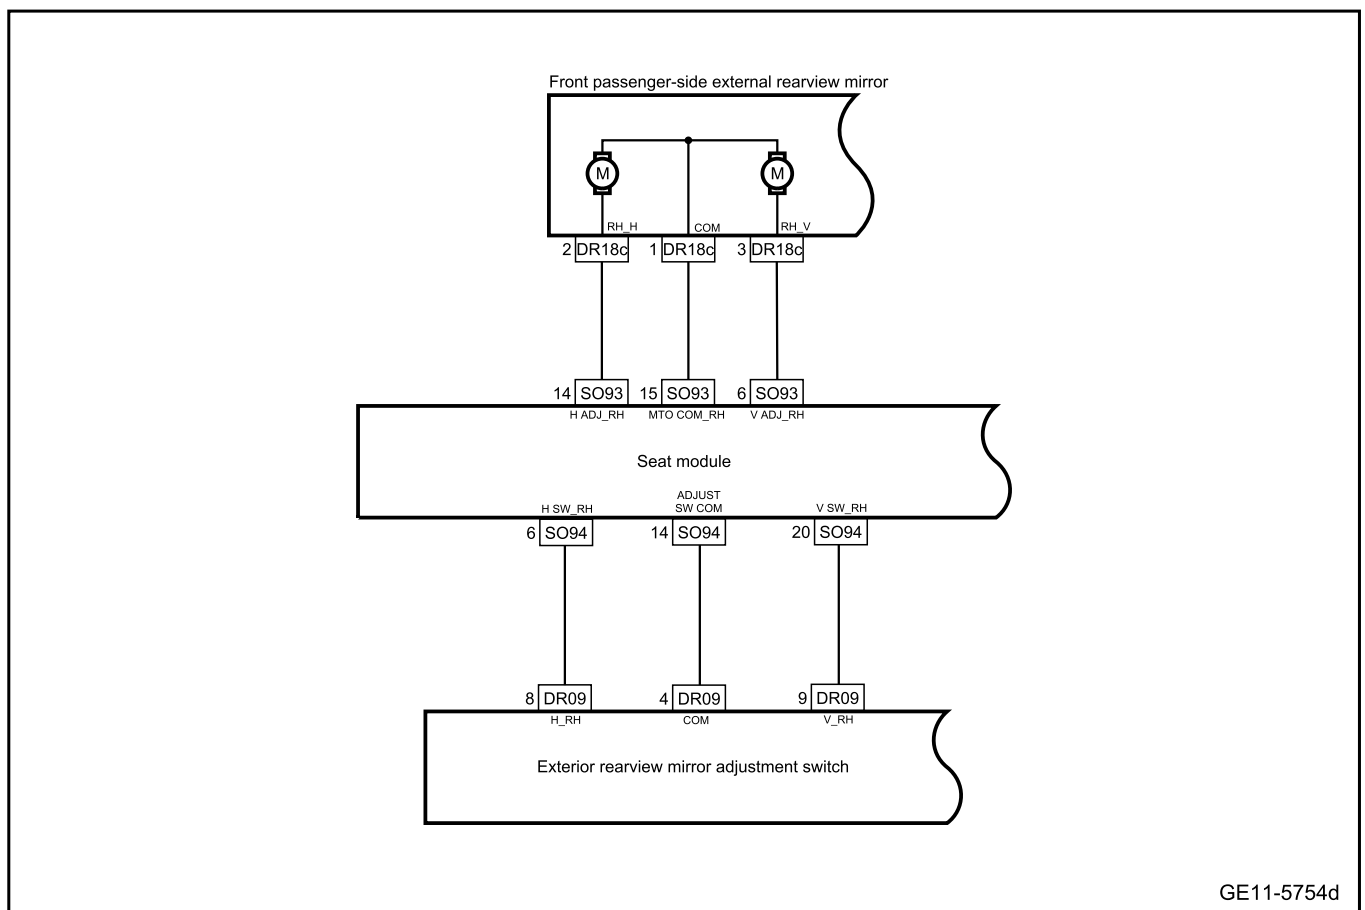 Front passenger-side external rearview mirror
M M
RH_H COM RH_V
2 DR18c 1 DR18c 3 DR18c
14 SO93 15 SO93 6 SO93
H ADJ_RH MTO COM_RH V ADJ_RH
Seat module
ADJUST
H SW_RH SW COM V SW_RH
6 SO94 14 SO94 20 SO94
8 DR09 4 DR09 9 DR09
H_RH COM V_RH
Exterior rearview mirror adjustment switch
GE11-5754d